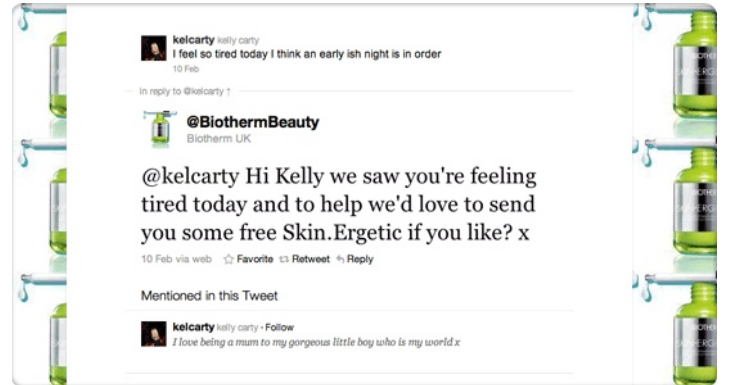 kelcarty kelly carty
I feel so tired today I think an early ish night is in order
10 Feb
In reply to @kelcarty ↑
@BiothermBeauty
Biotherm UK
@kelcarty Hi Kelly we saw you're feeling
tired today and to help we'd love to send
you some free Skin.Ergetic if you like? x
10 Feb via web Favorite Retweet Reply
Mentioned in this Tweet
kelcarty kelly carty • Follow
I love being a mum to my gorgeous little boy who is my world x